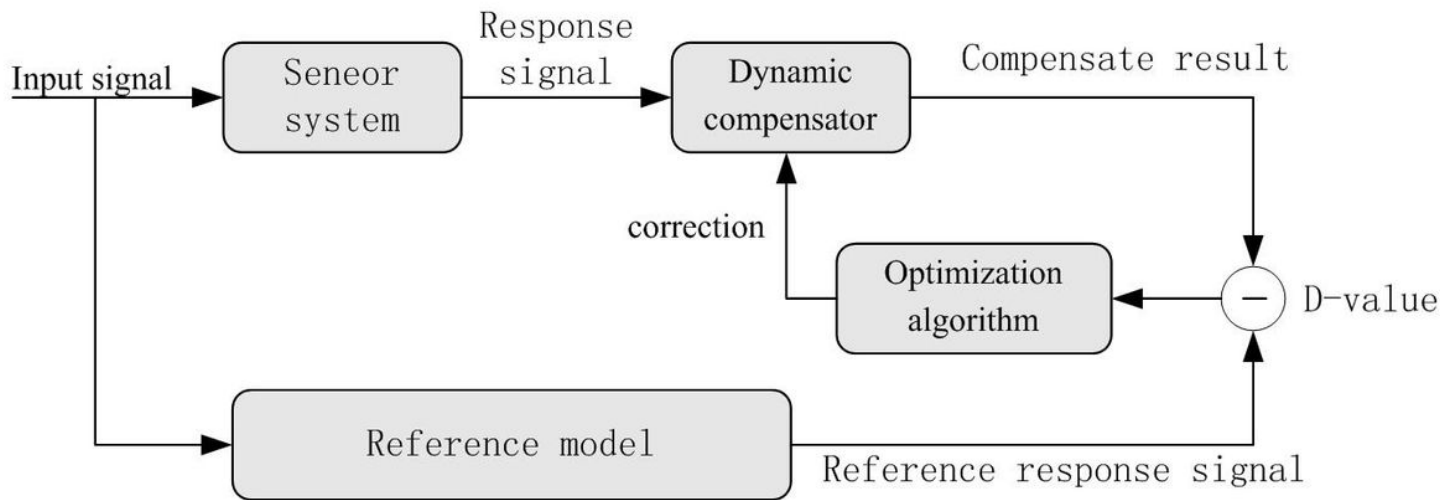 Input signal
Seneor
system
Response
signal
Dynamic
compensator
Compensate result
correction
Optimization
algorithm
−
D-value
Reference model
Reference response signal